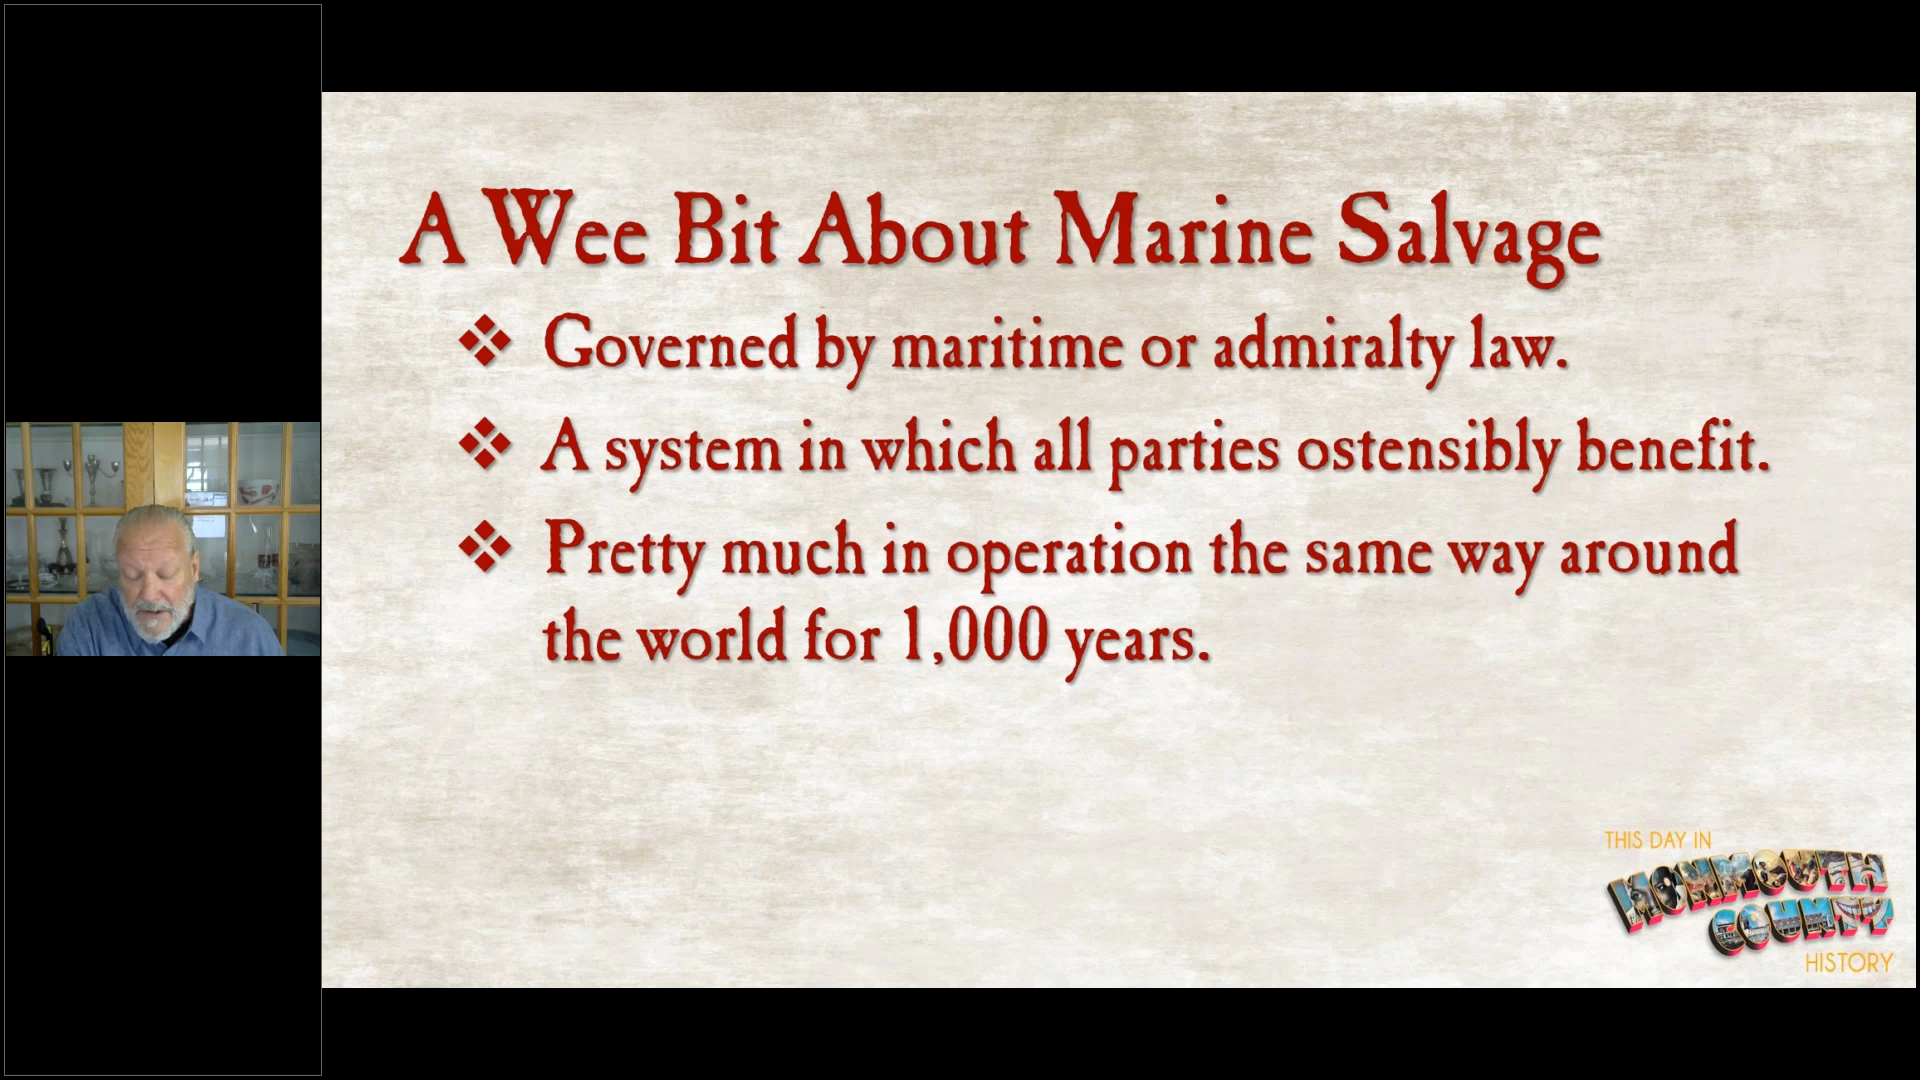 A Wee Bit About Marine Salvage
❖ Governed by maritime or admiralty law.
❖ A system in which all parties ostensibly benefit.
❖ Pretty much in operation the same way around
the world for 1,000 years.
THIS DAY IN
MONMOUTH
COUNTY
HISTORY